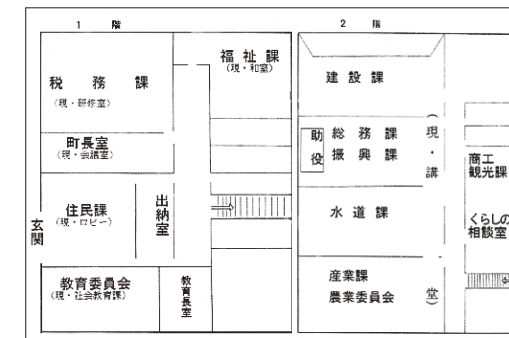 1 階
税務課
(現・研修室)
町長室
(現・会議室)
住民課
(現・ロビー)
出納室
玄関
教育委員会
(現・社会教育課)
教育長室
福祉課
(現・和室)
2 階
建設課
助役
総務課
振興課
水道課
産業課
農業委員会
(現・講堂)
商工
観光課
くらしの
相談室